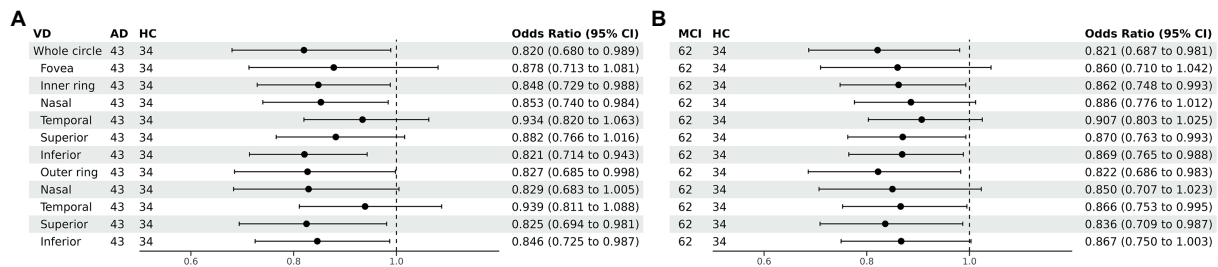 A
VD AD HC Odds Ratio (95% CI)
Whole circle 43 34 0.820 (0.680 to 0.989)
Fovea 43 34 0.878 (0.713 to 1.081)
Inner ring 43 34 0.848 (0.729 to 0.988)
Nasal 43 34 0.853 (0.740 to 0.984)
Temporal 43 34 0.934 (0.820 to 1.063)
Superior 43 34 0.882 (0.766 to 1.016)
Inferior 43 34 0.821 (0.714 to 0.943)
Outer ring 43 34 0.827 (0.685 to 0.998)
Nasal 43 34 0.829 (0.683 to 1.005)
Temporal 43 34 0.939 (0.811 to 1.088)
Superior 43 34 0.825 (0.694 to 0.981)
Inferior 43 34 0.846 (0.725 to 0.987)
0.6 0.8 1.0
B
MCI HC Odds Ratio (95% CI)
62 34 0.821 (0.687 to 0.981)
62 34 0.860 (0.710 to 1.042)
62 34 0.862 (0.748 to 0.993)
62 34 0.886 (0.776 to 1.012)
62 34 0.907 (0.803 to 1.025)
62 34 0.870 (0.763 to 0.993)
62 34 0.869 (0.765 to 0.988)
62 34 0.822 (0.686 to 0.983)
62 34 0.850 (0.707 to 1.023)
62 34 0.866 (0.753 to 0.995)
62 34 0.836 (0.709 to 0.987)
62 34 0.867 (0.750 to 1.003)
0.6 0.8 1.0